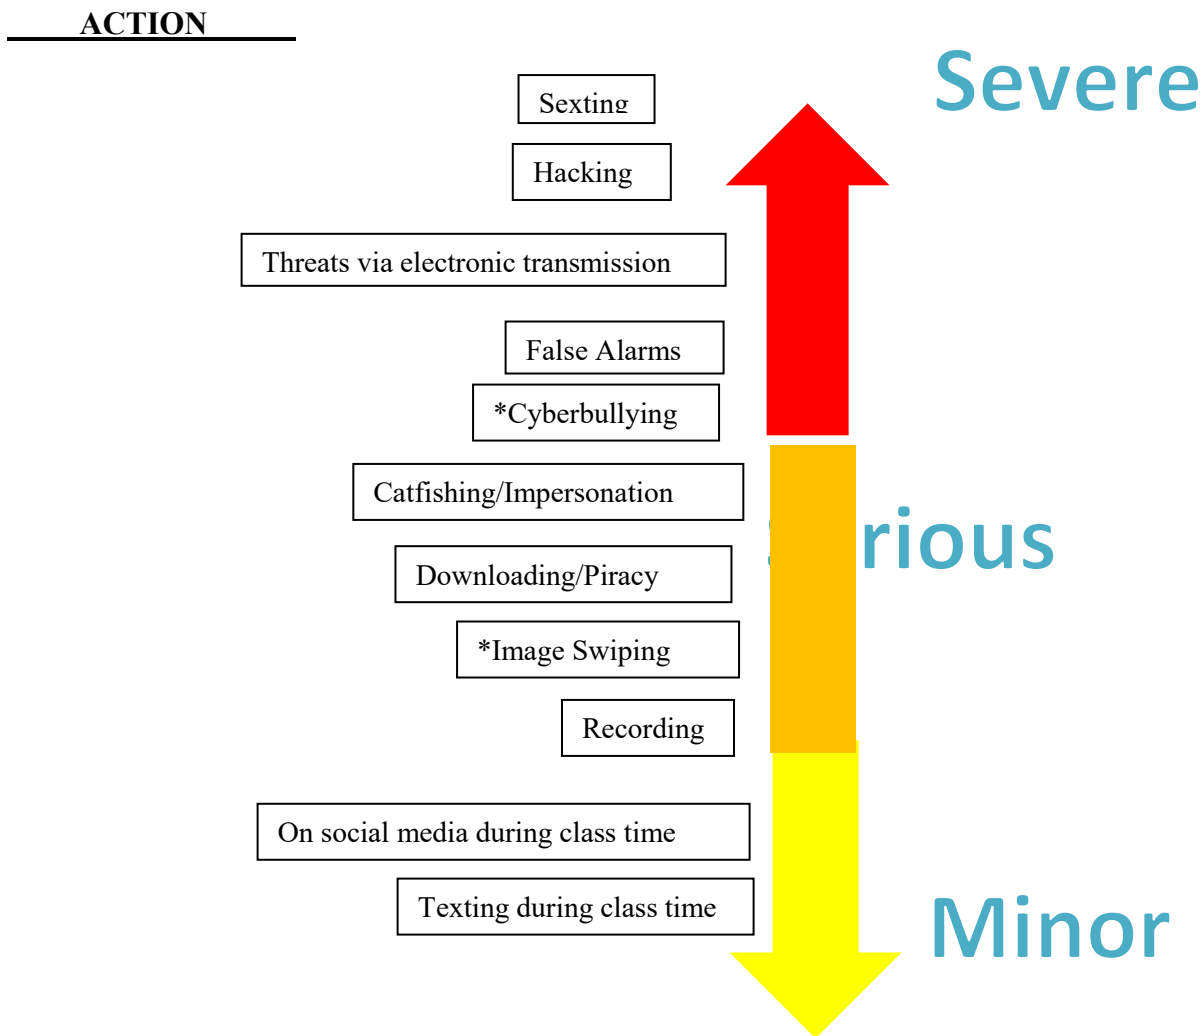 ACTION
Severe
Sexting
Hacking
Threats via electronic transmission
False Alarms
*Cyberbullying
Catfishing/Impersonation
Serious
Downloading/Piracy
*Image Swiping
Recording
On social media during class time
Texting during class time
Minor